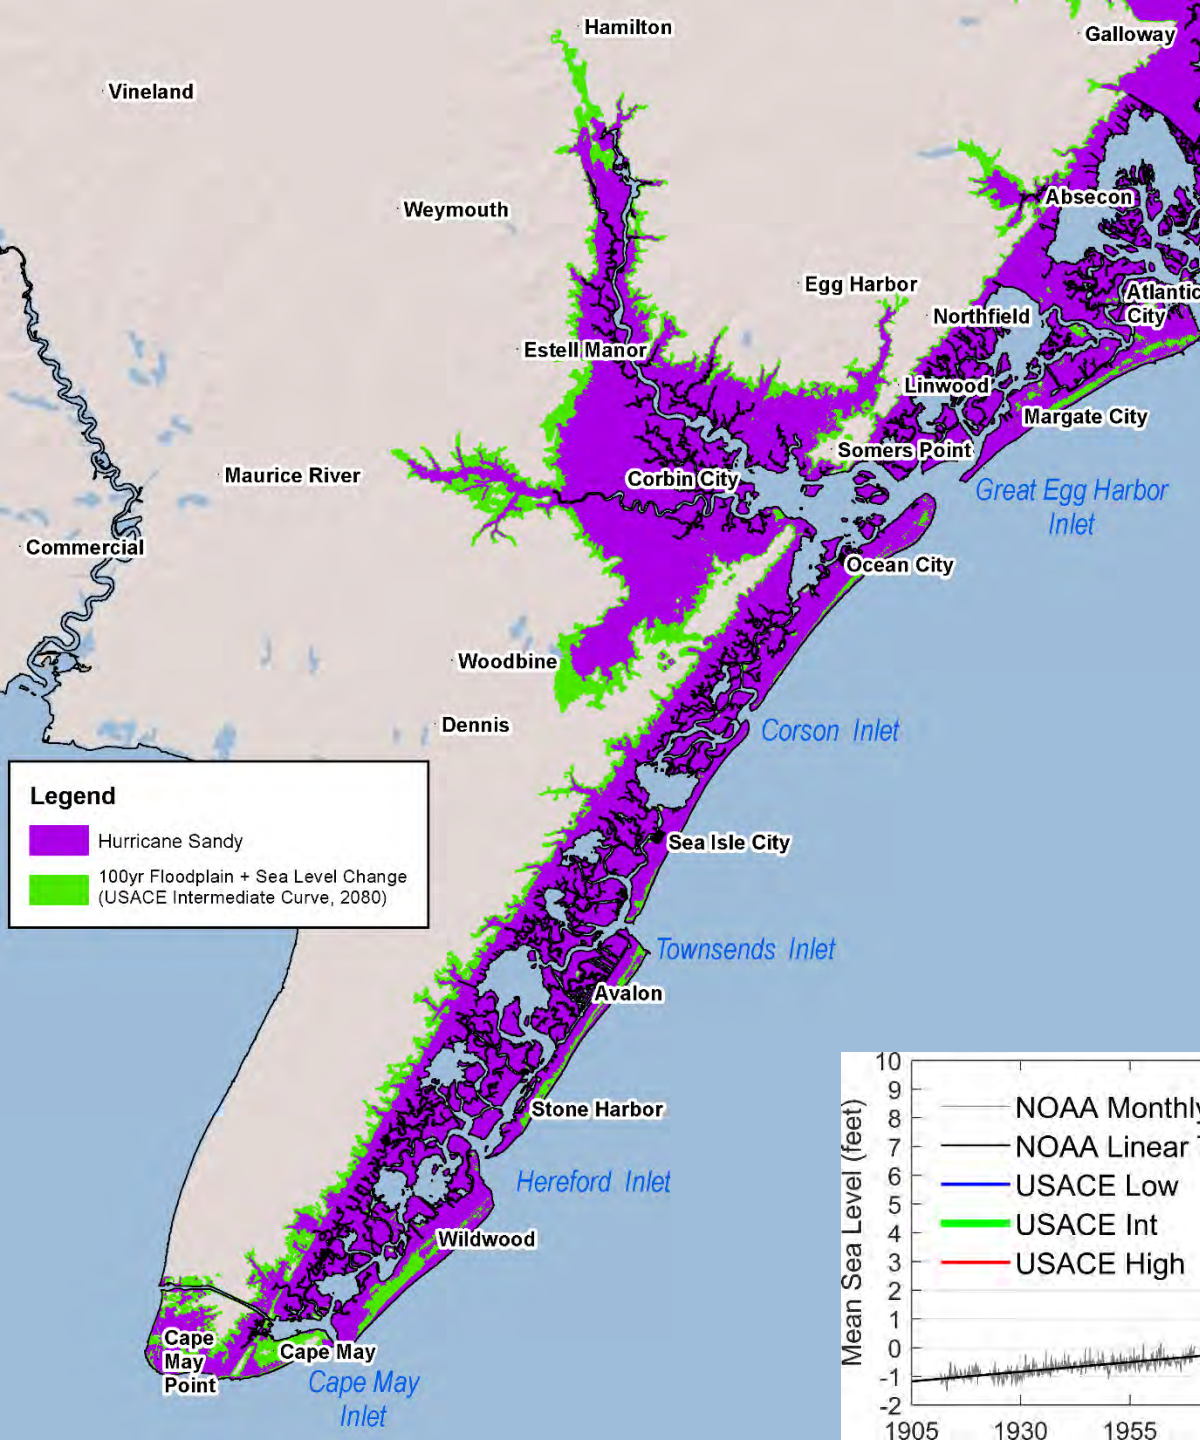 Hamilton
Galloway
Vineland
Absecon
Weymouth
Egg Harbor
Atlantic
City
Northfield
Estell Manor
Linwood
Margate City
Somers Point
Maurice River
Corbin City
Great Egg Harbor
Inlet
Commercial
Ocean City
Woodbine
Dennis
Corson Inlet
Legend
Hurricane Sandy
100yr Floodplain + Sea Level Change
(USACE Intermediate Curve, 2080)
Sea Isle City
Townsends Inlet
Avalon
Stone Harbor
Hereford Inlet
Wildwood
Cape
May
Point
Cape May
Cape May
Inlet
Mean Sea Level (feet)
10
9
8
7
6
5
4
3
2
1
0
-1
-2
NOAA Monthly
NOAA Linear
USACE Low
USACE Int
USACE High
1905 1930 1955